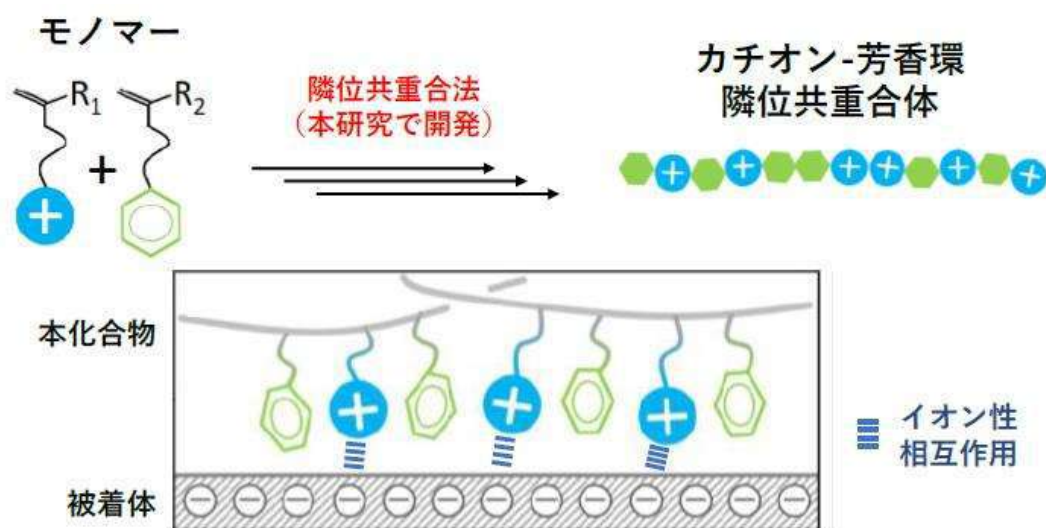 モノマー
R1
R2
+
隣位共重合法
（本研究で開発）
カチオン-芳香環
隣位共重合体
本化合物
被着体
イオン性
相互作用